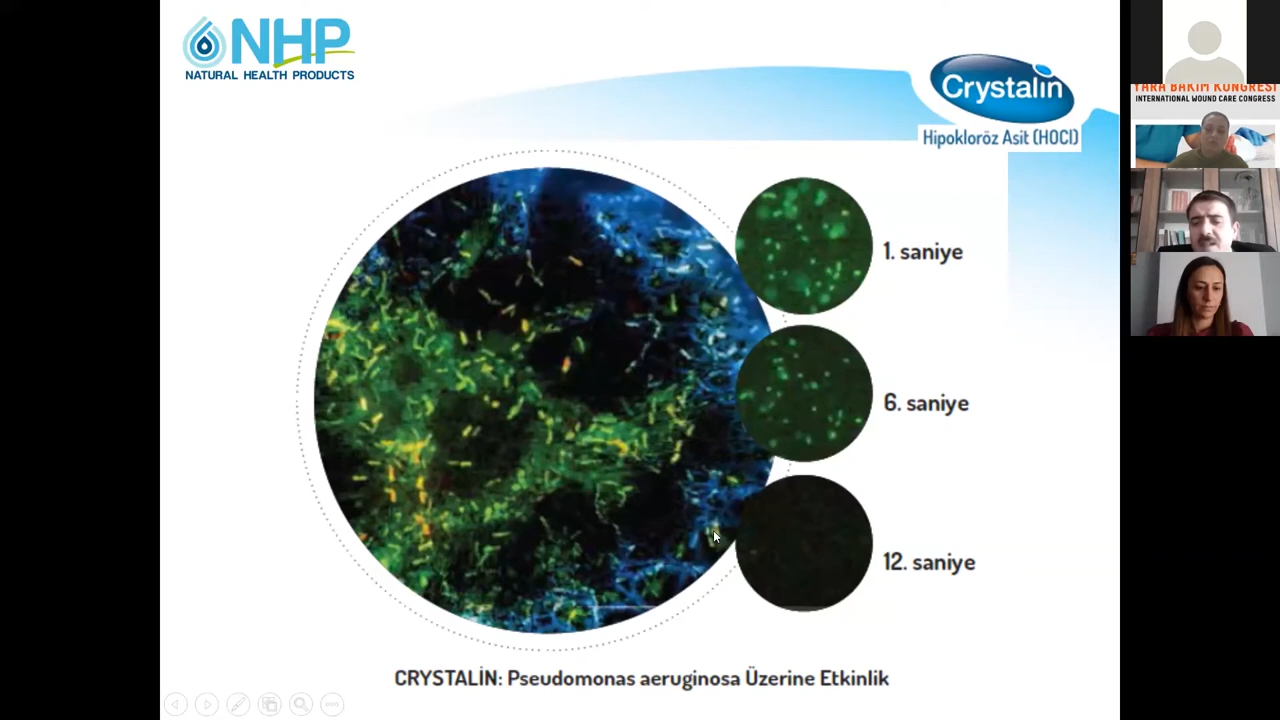 NHP
NATURAL HEALTH PRODUCTS
Crystalin
Hipokloröz Asit (HOCl)
1. saniye
6. saniye
12. saniye
CRYSTALİN: Pseudomonas aeruginosa Üzerine Etkinlik
YARA BAKIM KONGRESİ
INTERNATIONAL WOUND CARE CONGRESS